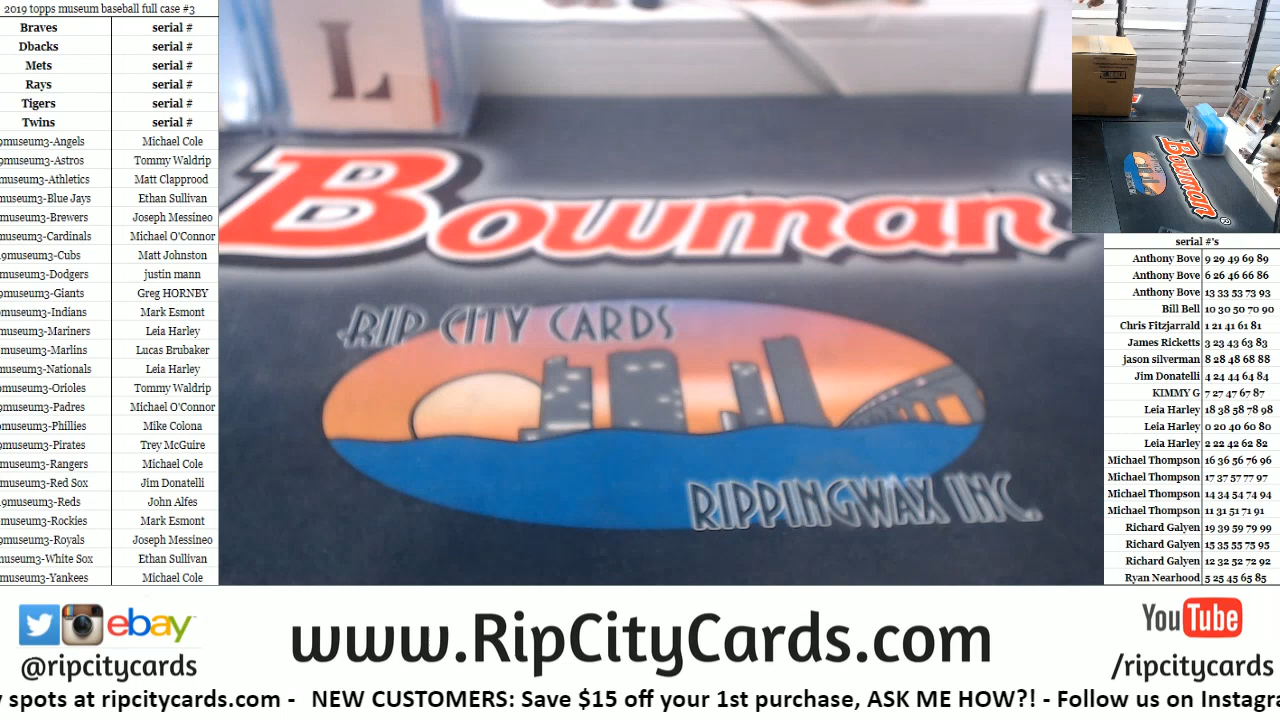 2019 topps museum baseball full case #3
Braves serial #
Dbacks serial #
Mets serial #
Rays serial #
Tigers serial #
Twins serial #
9museum3-Angels Michael Cole
9museum3-Astros Tommy Waldrip
museum3-Athletics Matt Clapprood
museum3-Blue Jays Ethan Sullivan
museum3-Brewers Joseph Messineo
museum3-Cardinals Michael O'Connor
19museum3-Cubs Matt Johnston
museum3-Dodgers justin mann
9museum3-Giants Greg HORNBY
museum3-Indians Mark Esmont
museum3-Mariners Leia Harley
museum3-Marlins Lucas Brubaker
museum3-Nationals Leia Harley
museum3-Orioles Tommy Waldrip
9museum3-Padres Michael O'Connor
museum3-Phillies Mike Colona
9museum3-Pirates Trey McGuire
museum3-Rangers Michael Cole
museum3-Red Sox Jim Donatelli
19museum3-Reds John Alfes
museum3-Rockies Mark Esmont
9museum3-Royals Joseph Messineo
museum3-White Sox Ethan Sullivan
museum3-Yankees Michael Cole
L
Bowman®
RIP CITY CARDS
RIPPINGWAX INC.
Bowman®
serial #'s
Anthony Bove 9 29 49 69 89
Anthony Bove 6 26 46 66 86
Anthony Bove 13 33 53 73 93
Bill Bell 10 30 50 70 90
Chris Fitzjarrald 1 21 41 61 81
James Ricketts 3 23 43 63 83
jason silverman 8 28 48 68 88
Jim Donatelli 4 24 44 64 84
KIMMY G 7 27 47 67 87
Leia Harley 18 38 58 78 98
Leia Harley 0 20 40 60 80
Leia Harley 2 22 42 62 82
Michael Thompson 16 36 56 76 96
Michael Thompson 17 37 57 77 97
Michael Thompson 14 34 54 74 94
Michael Thompson 11 31 51 71 91
Richard Galyen 19 39 59 79 99
Richard Galyen 15 35 55 75 95
Richard Galyen 12 32 52 72 92
Ryan Nearhood 5 25 45 65 85
ebay
@ripcitycards
www.RipCityCards.com
YouTube
/ripcitycards
spots at ripcitycards.com - NEW CUSTOMERS: Save $15 off your 1st purchase, ASK ME HOW?! - Follow us on Instagra